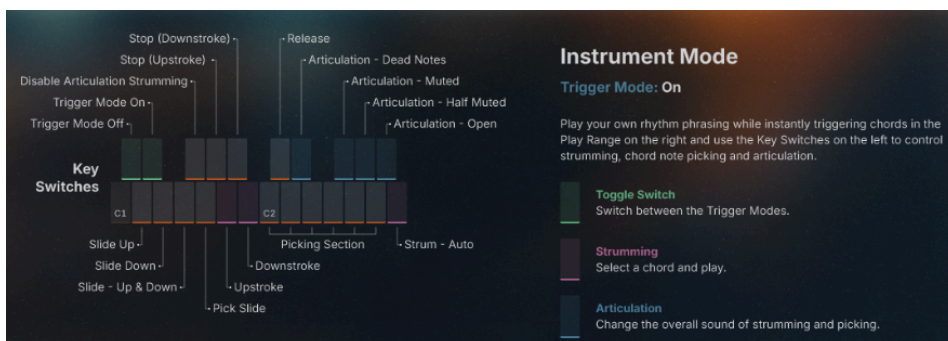 Stop (Downstroke)
Stop (Upstroke)
Disable Articulation Strumming
Trigger Mode On
Trigger Mode Off
Release
Articulation - Dead Notes
Articulation - Muted
Articulation - Half Muted
Articulation - Open
Key
Switches
C1
C2
Slide Up
Slide Down
Slide - Up & Down
Pick Slide
Upstroke
Downstroke
Picking Section
Strum - Auto
Instrument Mode
Trigger Mode: On
Play your own rhythm phrasing while instantly triggering chords in the
Play Range on the right and use the Key Switches on the left to control
strumming, chord note picking and articulation.
Toggle Switch
Switch between the Trigger Modes.
Strumming
Select a chord and play.
Articulation
Change the overall sound of strumming and picking.